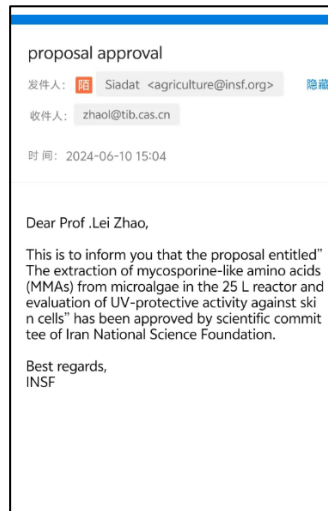 proposal approval
发件人： 陌 Siadat <agriculture@insf.org> 隐藏
收件人： zhaol@tib.cas.cn
时间：2024-06-10 15:04
Dear Prof .Lei Zhao,
This is to inform you that the proposal entitled”
The extraction of mycosporine-like amino acids
(MMAs) from microalgae in the 25 L reactor and
evaluation of UV-protective activity against ski
n cells” has been approved by scientific commit
tee of Iran National Science Foundation.
Best regards,
INSF